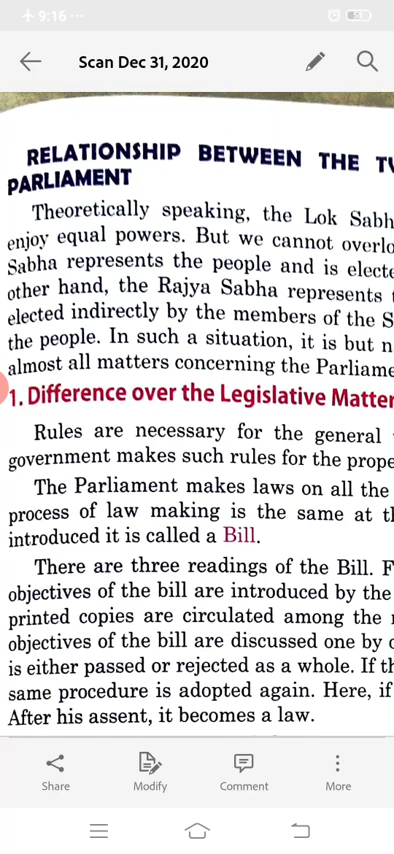 9:16 ...
Scan Dec 31, 2020
RELATIONSHIP BETWEEN THE
PARLIAMENT
Theoretically speaking, the Lok Sabh
enjoy equal powers. But we cannot overlo
Sabha represents the people and is electe
other hand, the Rajya Sabha represents
elected indirectly by the members of the S
the people. In such a situation, it is but n
almost all matters concerning the Parliame
1. Difference over the Legislative Matter
Rules are necessary for the general
government makes such rules for the prope
The Parliament makes laws on all the
process of law making is the same at th
introduced it is called a Bill.
There are three readings of the Bill. F
objectives of the bill are introduced by the
printed copies are circulated among the
objectives of the bill are discussed one by
is either passed or rejected as a whole. If th
same procedure is adopted again. Here, if
After his assent, it becomes a law.
Share Modify Comment More